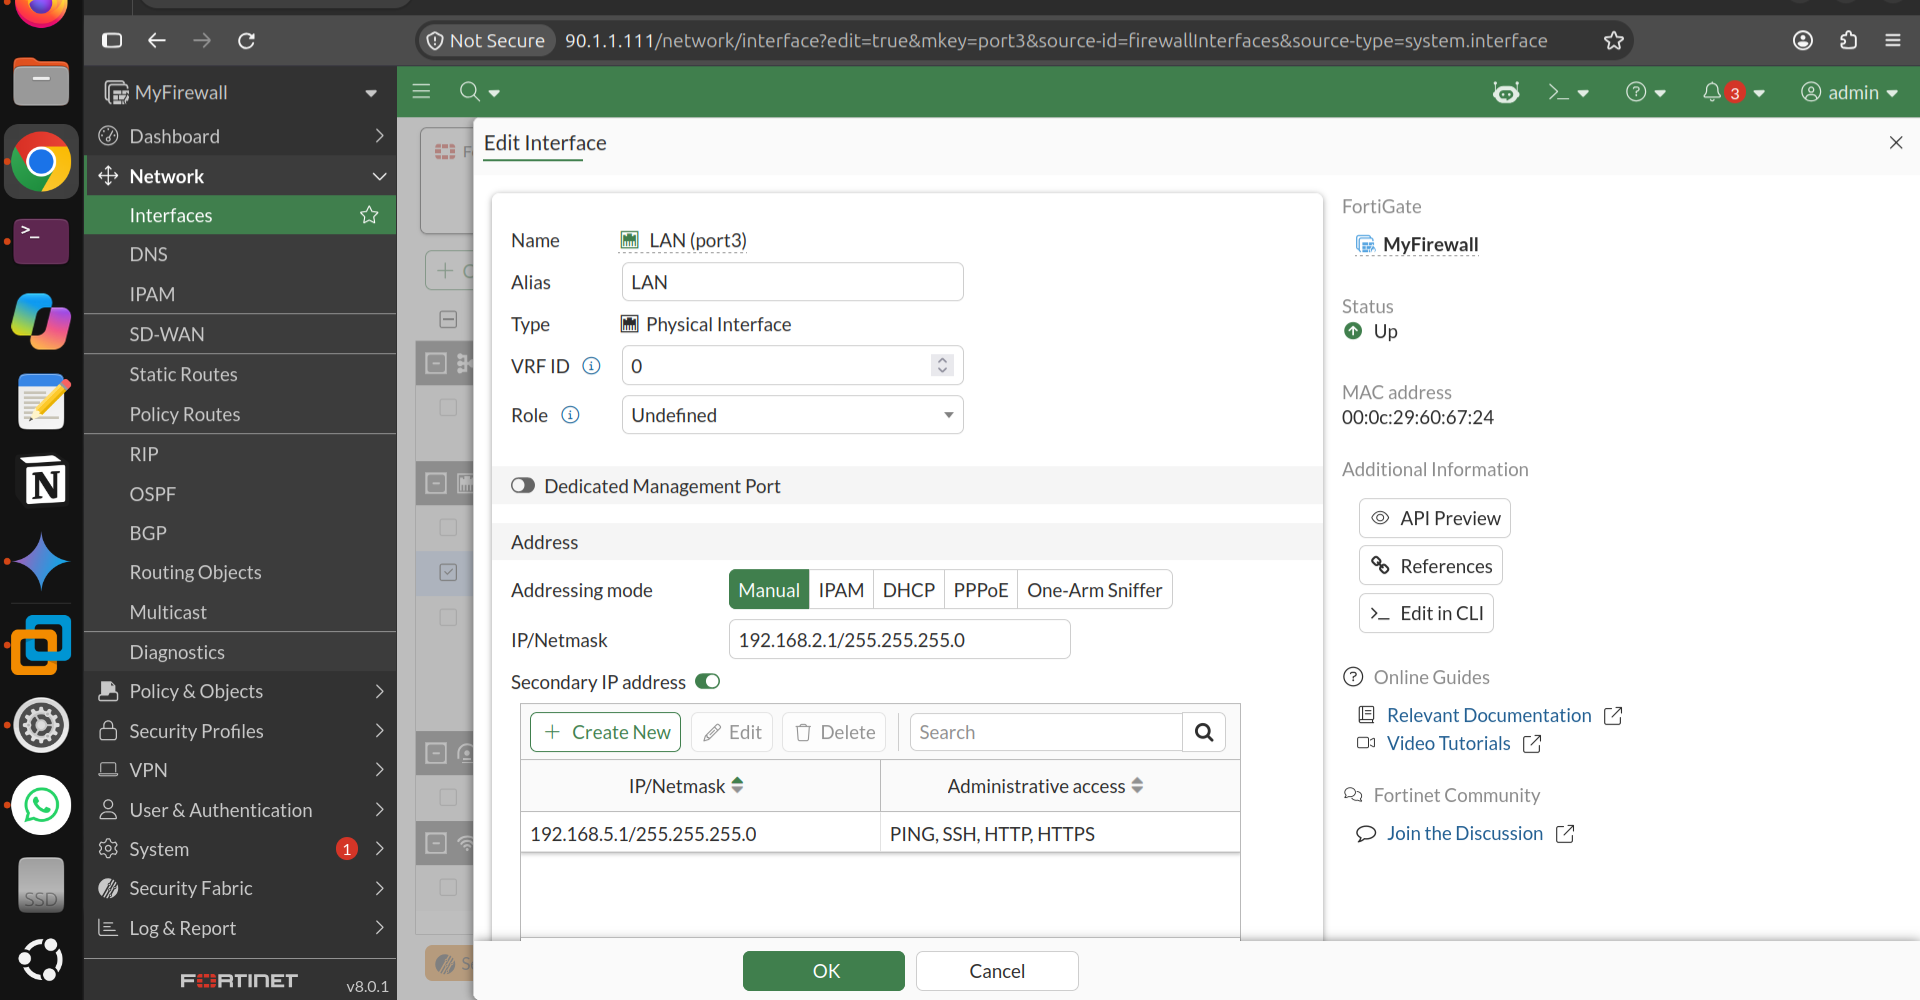 Not Secure
90.1.1.111/network/interface?edit=true&mkey=port3&source-id=firewallInterfaces&source-type=system.interface
MyFirewall
3
admin
Dashboard
Network
Interfaces
DNS
IPAM
SD-WAN
Static Routes
Policy Routes
RIP
OSPF
BGP
Routing Objects
Multicast
Diagnostics
Policy & Objects
Security Profiles
VPN
User & Authentication
System 1
Security Fabric
Log & Report
FORTINET v8.0.1
SSD
Edit Interface
Name LAN (port3)
Alias LAN
Type Physical Interface
VRF ID 0
Role Undefined
Dedicated Management Port
Address
Addressing mode Manual IPAM DHCP PPPoE One-Arm Sniffer
IP/Netmask 192.168.2.1/255.255.255.0
Secondary IP address
Create New Edit Delete Search
IP/Netmask Administrative access
192.168.5.1/255.255.255.0 PING, SSH, HTTP, HTTPS
OK Cancel
FortiGate
MyFirewall
Status
Up
MAC address
00:0c:29:60:67:24
Additional Information
API Preview
References
>_ Edit in CLI
Online Guides
Relevant Documentation
Video Tutorials
Fortinet Community
Join the Discussion